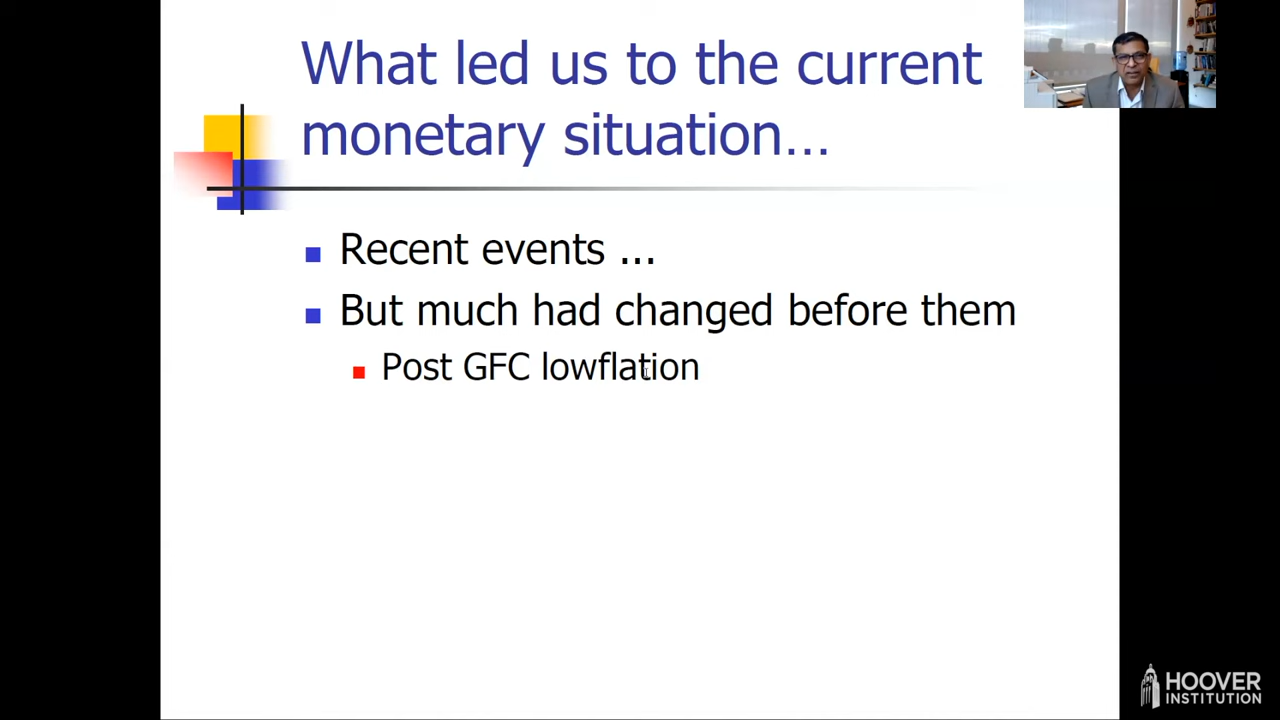 What led us to the current
monetary situation…
Recent events …
But much had changed before them
Post GFC lowflation
HOOVER
INSTITUTION